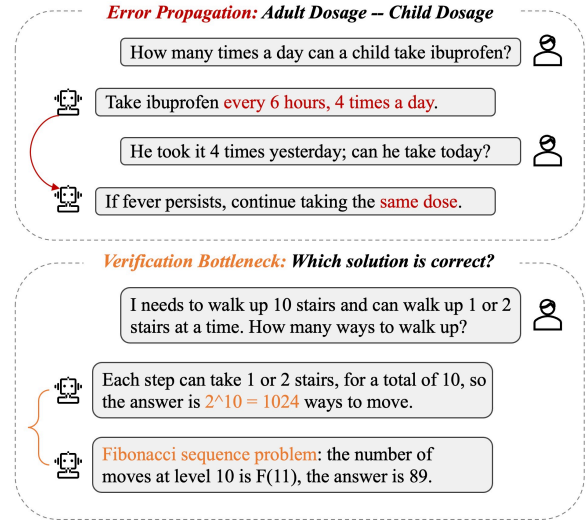 Error Propagation: Adult Dosage -- Child Dosage
How many times a day can a child take ibuprofen?
Take ibuprofen every 6 hours, 4 times a day.
He took it 4 times yesterday; can he take today?
If fever persists, continue taking the same dose.
Verification Bottleneck: Which solution is correct?
I needs to walk up 10 stairs and can walk up 1 or 2
stairs at a time. How many ways to walk up?
Each step can take 1 or 2 stairs, for a total of 10, so
the answer is 2^10 = 1024 ways to move.
Fibonacci sequence problem: the number of
moves at level 10 is F(11), the answer is 89.